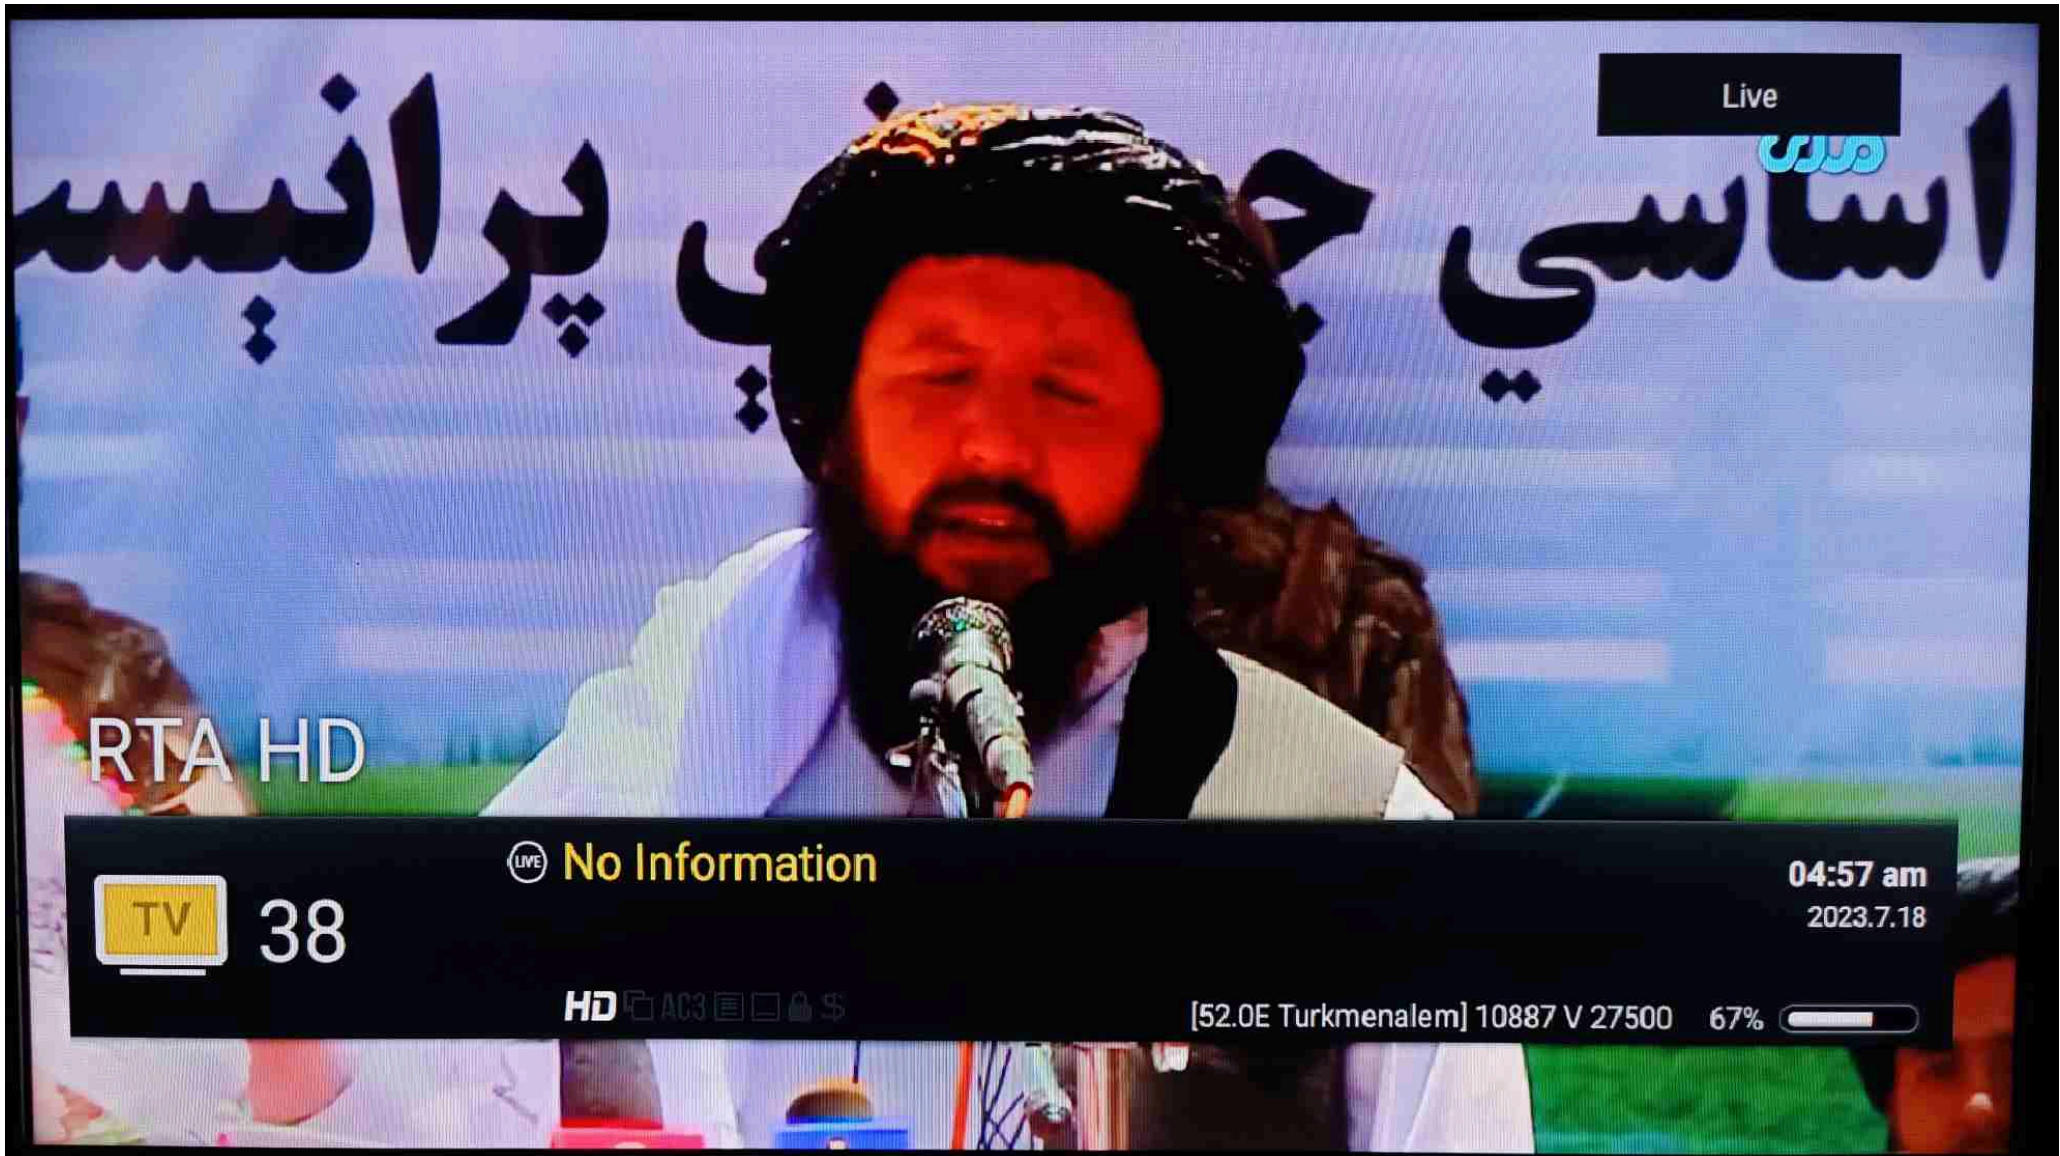 Live
اساسي پرانیس
RTA HD
LIVE No Information
04:57 am
TV 38
2023.7.18
HD AC3 $
[52.0E Turkmenalem] 10887 V 27500 67%